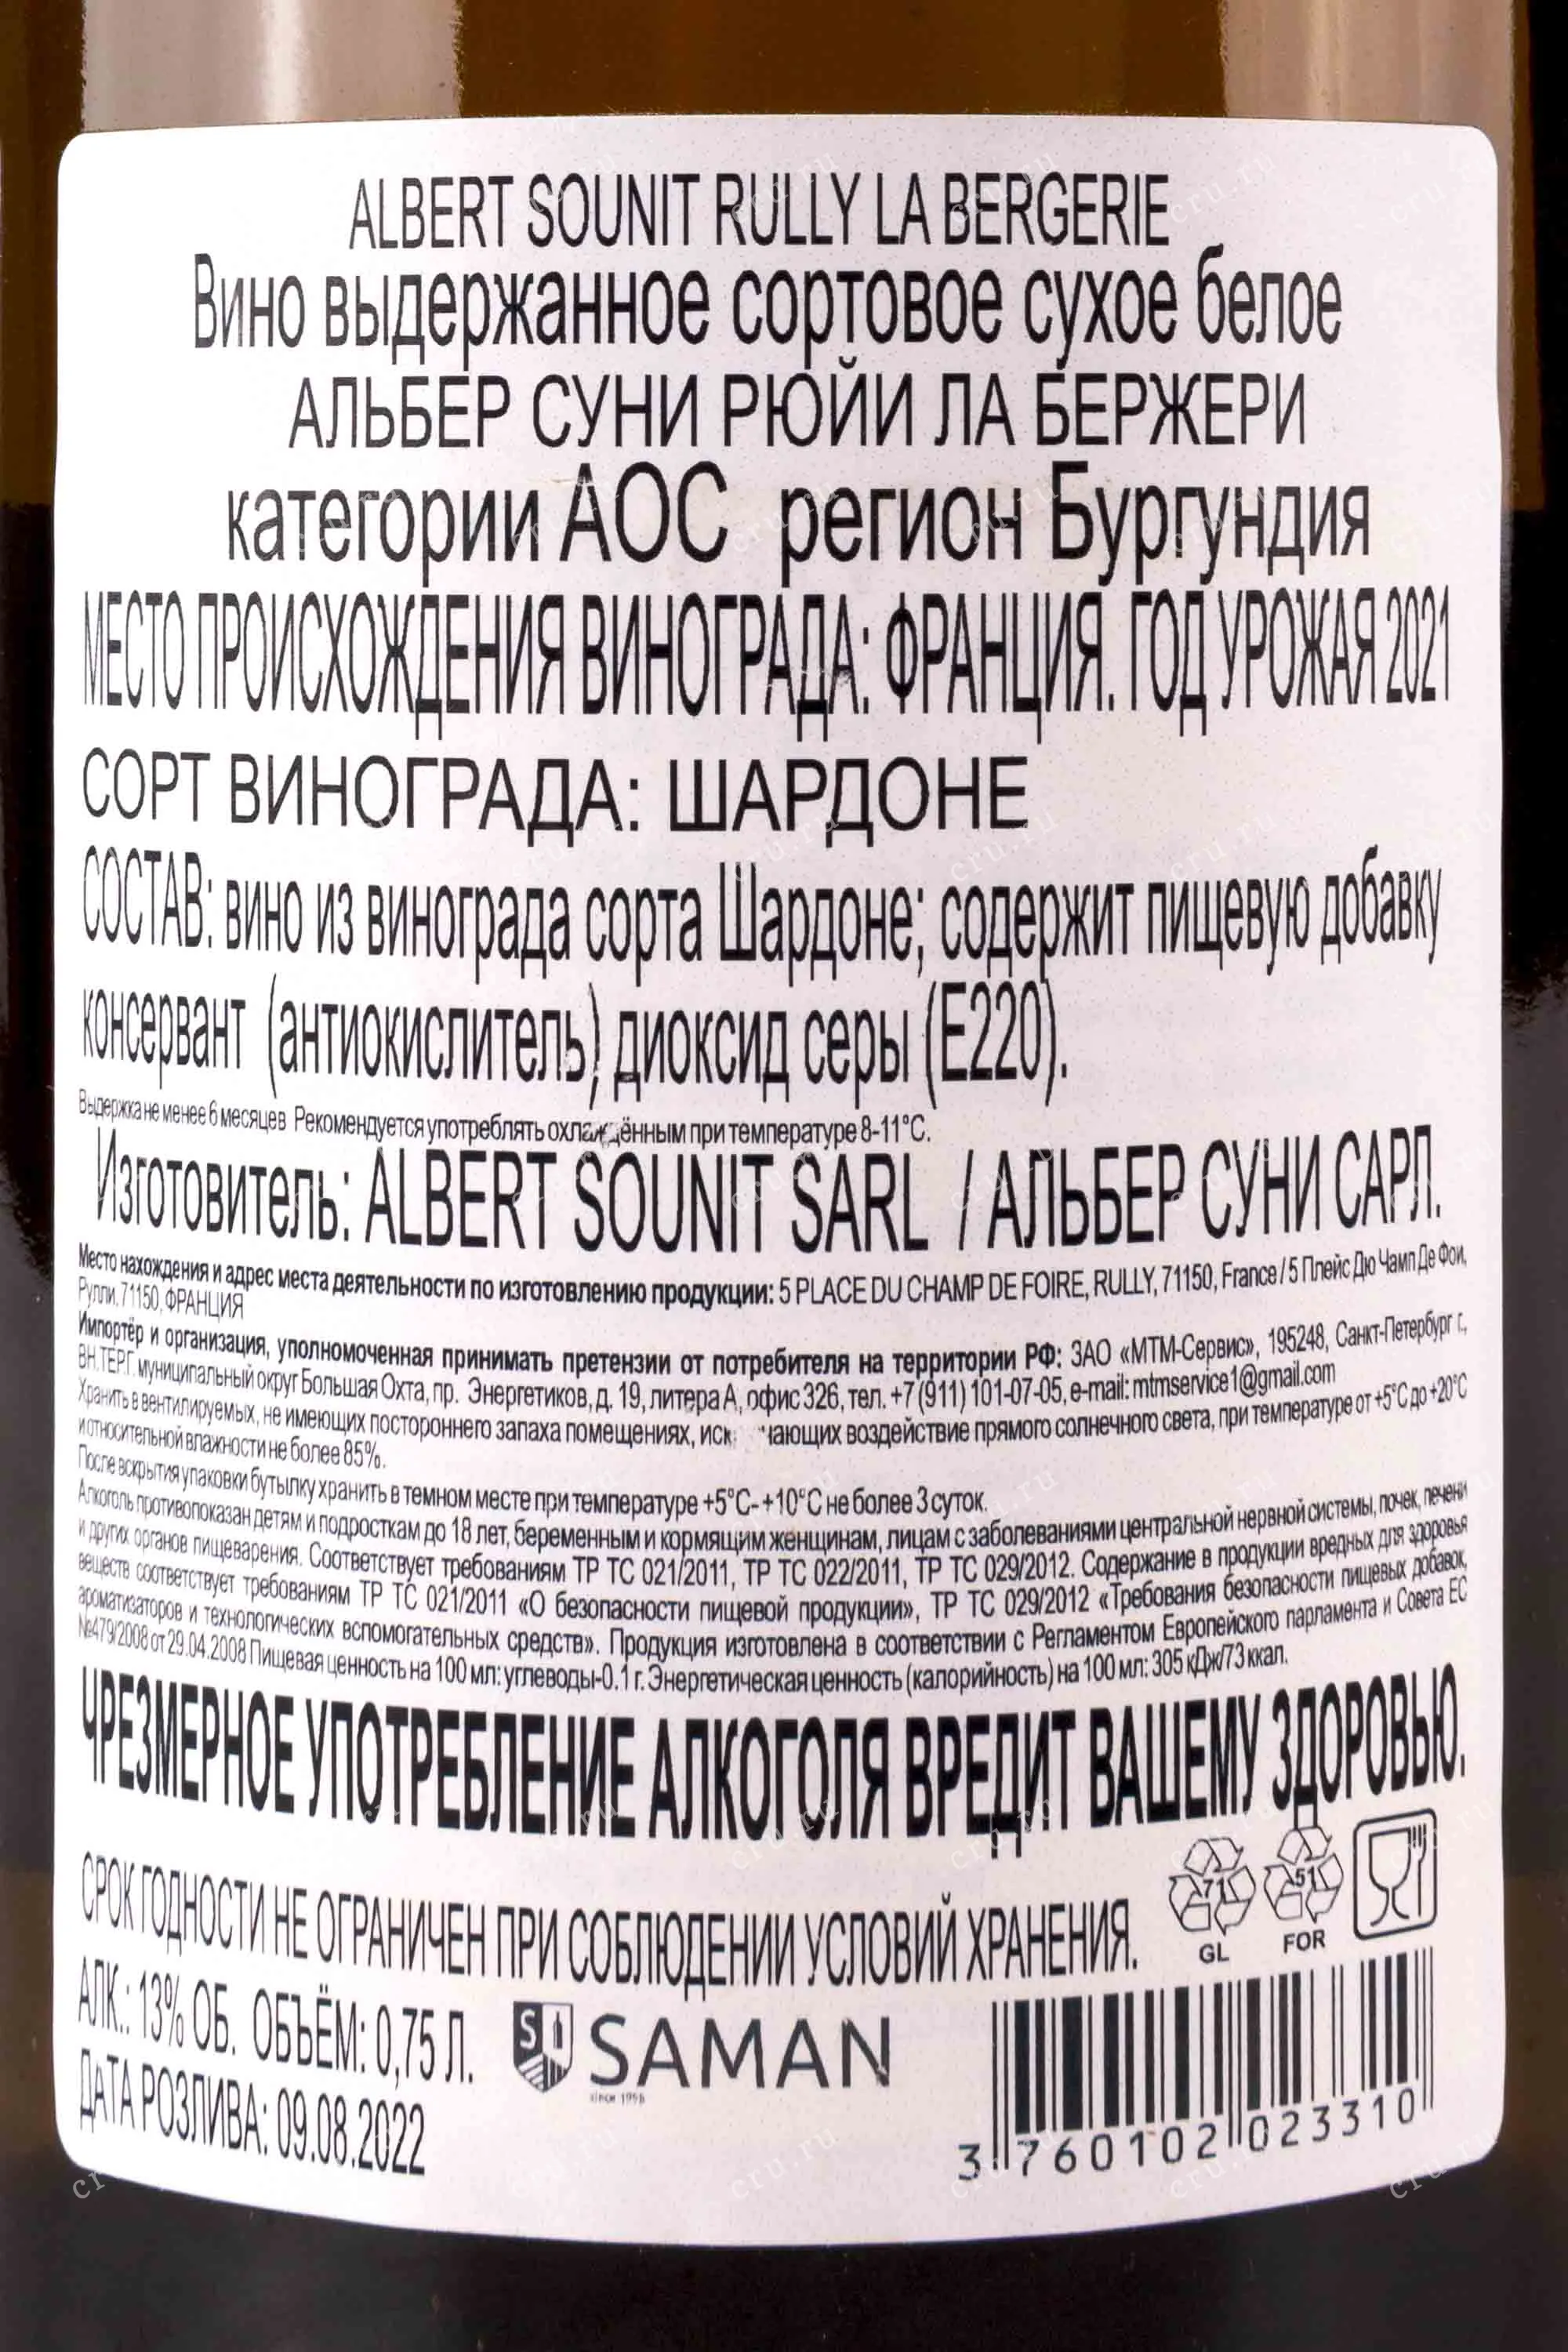 ALBERT SOUNIT RULLY LA BERGERIE
Вино выдержанное сортовое сухое белое
АЛЬБЕР СУНИ РЮЙИ ЛА БЕРЖЕРИ
категории АОС регион Бургундия
МЕСТО ПРОИСХОЖДЕНИЯ ВИНОГРАДА: ФРАНЦИЯ. ГОД УРОЖАЯ 2021
СОРТ ВИНОГРАДА: ШАРДОНЕ
СОСТАВ: вино из винограда сорта Шардоне; содержит пищевую добавку
консервант (антиокислитель) диоксид серы (Е220).
Выдержка не менее 6 месяцев Рекомендуется употреблять охлаждённым при температуре 8-11°С.
Изготовитель: ALBERT SOUNIT SARL / АЛЬБЕР СУНИ САРЛ.
Место нахождения и адрес места деятельности по изготовлению продукции: 5 PLACE DU CHAMP DE FOIRE, RULLY, 71150, France / 5 Плейс Дю Чамп Де Фои,
Рулли, 71150, ФРАНЦИЯ
Импортёр и организация, уполномоченная принимать претензии от потребителя на территории РФ: ЗАО «МТМ-Сервис», 195248, Санкт-Петербург г.,
ВН.ТЕР.Г. муниципальный округ Большая Охта, пр. Энергетиков, д. 19, литера А, офис 326, тел. +7 (911) 101-07-05, e-mail: mtmservice1@gmail.com
Хранить в вентилируемых, не имеющих постороннего запаха помещениях, иск чающих воздействие прямого солнечного света, при температуре от +5°С до +20°С
и относительной влажности не более 85%.
После вскрытия упаковки бутылку хранить в темном месте при температуре +5°С- +10°С не более 3 суток.
Алкоголь противопоказан детям и подросткам до 18 лет, беременным и кормящим женщинам, лицам с заболеваниями центральной нервной системы, почек, печени
и других органов пищеварения. Соответствует требованиям ТР ТС 021/2011, ТР ТС 022/2011, ТР ТС 029/2012. Содержание в продукции вредных для здоровья
веществ соответствует требованиям ТР ТС 021/2011 «О безопасности пищевой продукции», ТР ТС 029/2012 «Требования безопасности пищевых добавок,
ароматизаторов и технологических вспомогательных средств». Продукция изготовлена в соответствии с Регламентом Европейского парламента и Совета ЕС
№479/2008 от 29.04.2008 Пищевая ценность на 100 мл: углеводы-0.1 г. Энергетическая ценность (калорийность) на 100 мл: 305 кДж/73 ккал.
ЧРЕЗМЕРНОЕ УПОТРЕБЛЕНИЕ АЛКОГОЛЯ ВРЕДИТ ВАШЕМУ ЗДОРОВЬЮ.
СРОК ГОДНОСТИ НЕ ОГРАНИЧЕН ПРИ СОБЛЮДЕНИИ УСЛОВИЙ ХРАНЕНИЯ.
71 51
GL FOR
АЛК.: 13% ОБ. ОБЪЁМ: 0,75 Л.
S SAMAN
since 1996
ДАТА РОЗЛИВА: 09.08.2022
3 760102 023310
cru.ru